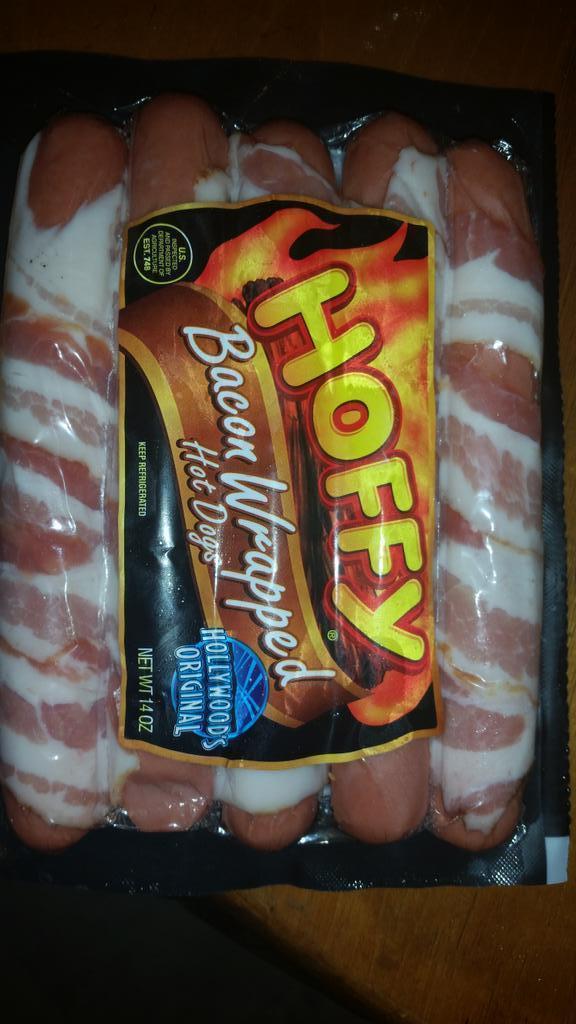 HOFFY®
Bacon Wrapped
Hot Dogs
HOLLYWOOD'S
ORIGINAL
U.S.
INSPECTED
AND PASSED BY
DEPARTMENT OF
AGRICULTURE
EST. 748
KEEP REFRIGERATED
NET WT 14 OZ